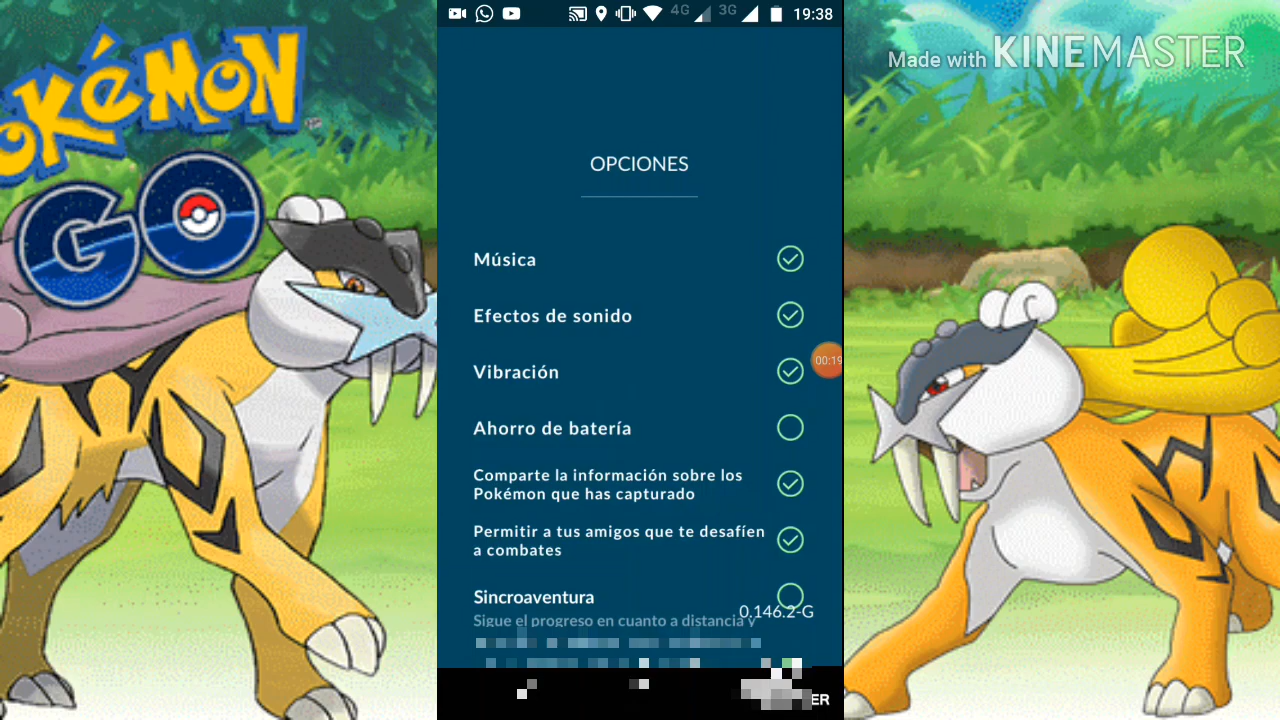 POKéMON
GO
4G 3G 19:38
Made with KINEMASTER
OPCIONES
Música
Efectos de sonido
Vibración
00:19
Ahorro de batería
Comparte la información sobre los
Pokémon que has capturado
Permitir a tus amigos que te desafíen
a combates
Sincroaventura
0.146.2-G
Sigue el progreso en cuanto a distancia y
ER